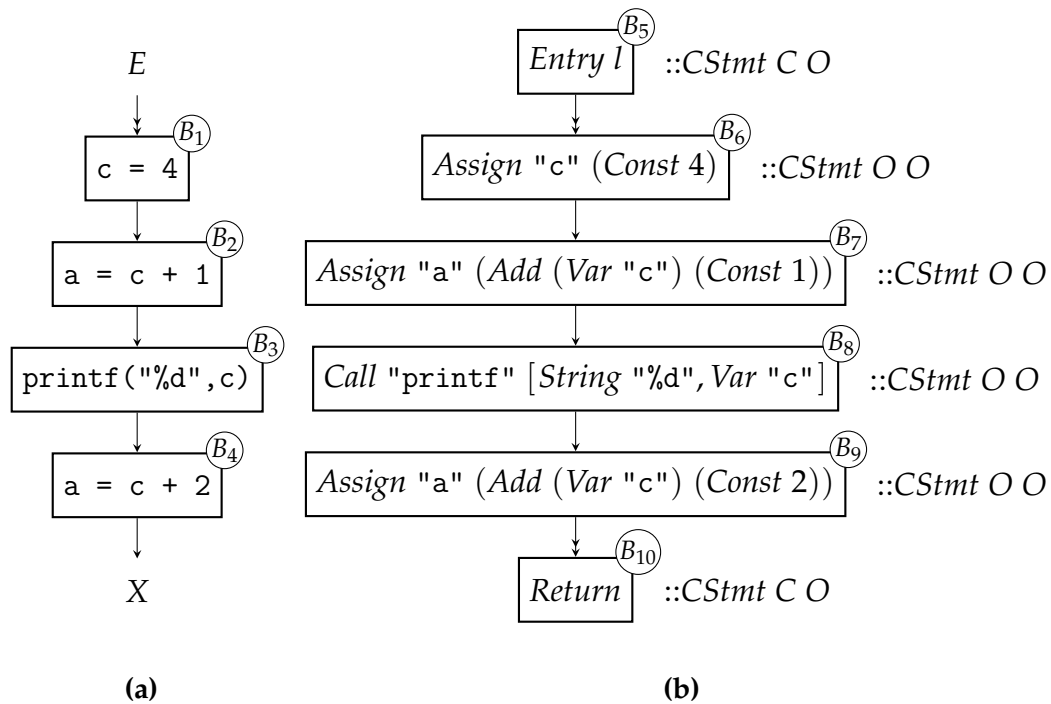 E
B1
c = 4
B2
a = c + 1
B3
printf("%d",c)
B4
a = c + 2
X
(a)
B5
Entry l ::CStmt C O
B6
Assign "c" (Const 4) ::CStmt O O
B7
Assign "a" (Add (Var "c") (Const 1)) ::CStmt O O
B8
Call "printf" [String "%d", Var "c"] ::CStmt O O
B9
Assign "a" (Add (Var "c") (Const 2)) ::CStmt O O
B10
Return ::CStmt C O
(b)